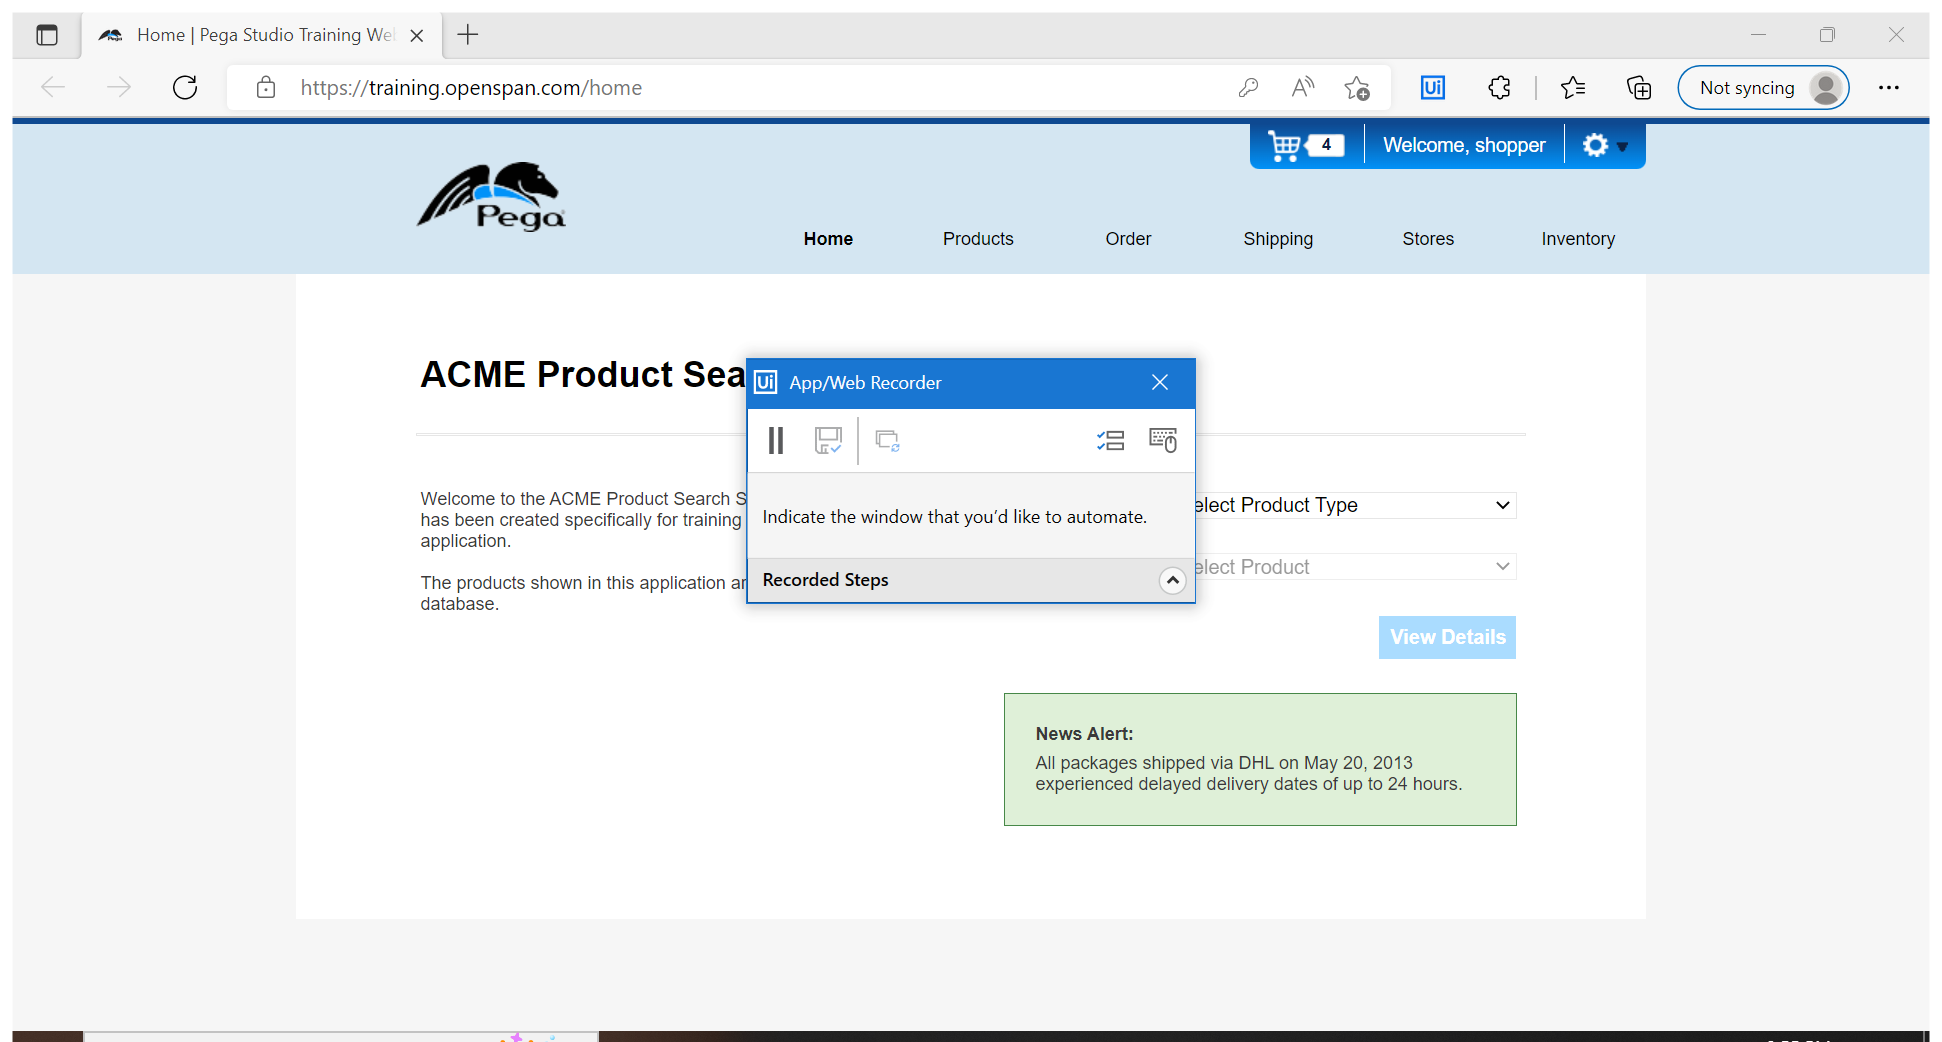 Home | Pega Studio Training We
https://training.openspan.com/home
Ui
Not syncing
4
Welcome, shopper
Pega
Home
Products
Order
Shipping
Stores
Inventory
ACME Product Sea
Ui App/Web Recorder
Indicate the window that you'd like to automate.
Recorded Steps
Welcome to the ACME Product Search S
has been created specifically for training
application.
The products shown in this application ar
database.
elect Product Type
elect Product
View Details
News Alert:
All packages shipped via DHL on May 20, 2013
experienced delayed delivery dates of up to 24 hours.